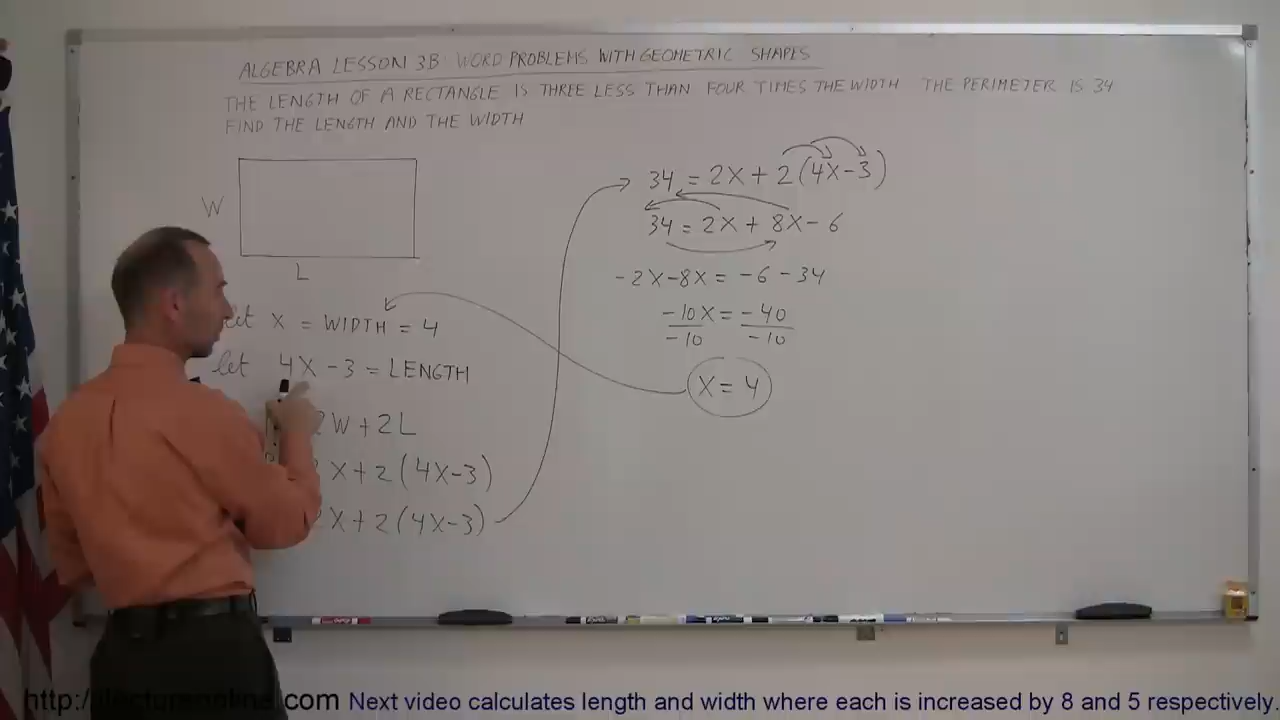 ALGEBRA LESSON 3B WORD PROBLEMS WITH GEOMETRIC SHAPES
THE LENGTH OF A RECTANGLE IS THREE LESS THAN FOUR TIMES THE WIDTH THE PERIMETER IS 34
FIND THE LENGTH AND THE WIDTH
W
L
let X = WIDTH = 4
let 4X - 3 = LENGTH
2W + 2L
X + 2(4X-3)
X + 2(4X-3)
34 = 2X + 2(4X-3)
34 = 2X + 8X - 6
-2X-8X = -6 - 34
-10X = -40
-10 -10
X = 4
Next video calculates length and width where each is increased by 8 and 5 respectively.